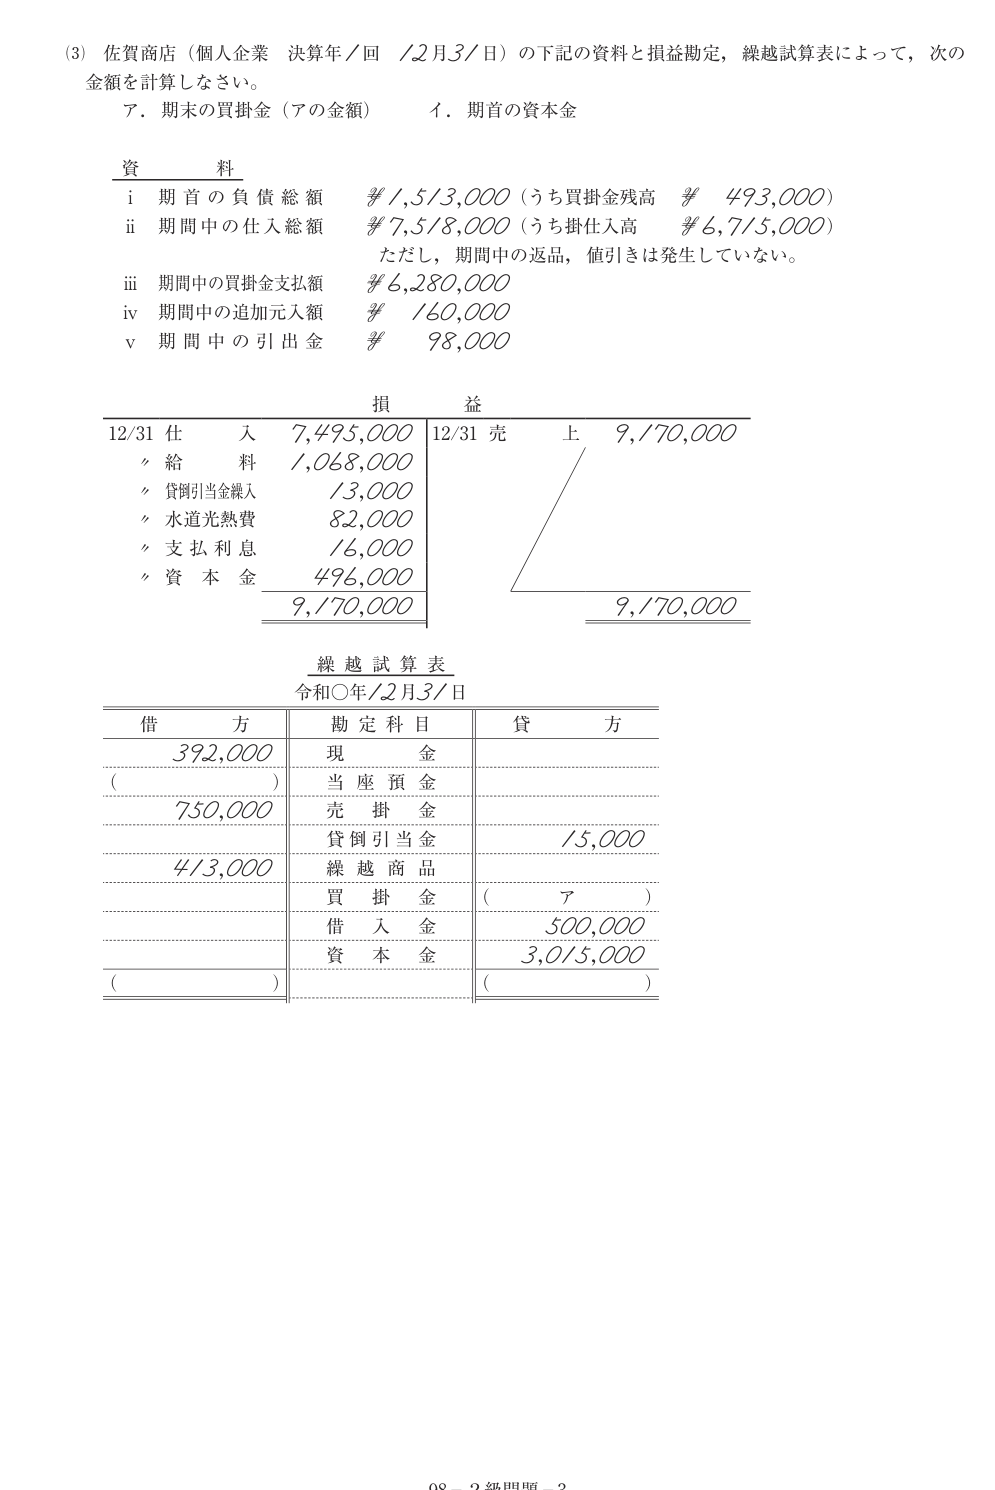 ⑶ 佐賀商店（個人企業 決算年1回 12月31日）の下記の資料と損益勘定，繰越試算表によって，次の
金額を計算しなさい。
ア．期末の買掛金（アの金額） イ．期首の資本金
資 料
ⅰ 期首の負債総額 ¥1,513,000（うち買掛金残高 ¥ 493,000）
ⅱ 期間中の仕入総額 ¥7,518,000（うち掛仕入高 ¥6,715,000）
ただし，期間中の返品，値引きは発生していない。
ⅲ 期間中の買掛金支払額 ¥6,280,000
ⅳ 期間中の追加元入額 ¥ 160,000
ⅴ 期間中の引出金 ¥ 98,000
損 益
12/31 仕 入 7,495,000 12/31 売 上 9,170,000
〃 給 料 1,068,000
〃 貸倒引当金繰入 13,000
〃 水道光熱費 82,000
〃 支払利息 16,000
〃 資本金 496,000
9,170,000 9,170,000
繰越試算表
令和○年12月31日
借 方 勘定科目 貸 方
392,000 現 金
( ) 当座預金
750,000 売掛金
貸倒引当金 15,000
413,000 繰越商品
買掛金 ( ア )
借入金 500,000
資本金 3,015,000
( ) ( )
98－2級問題－3